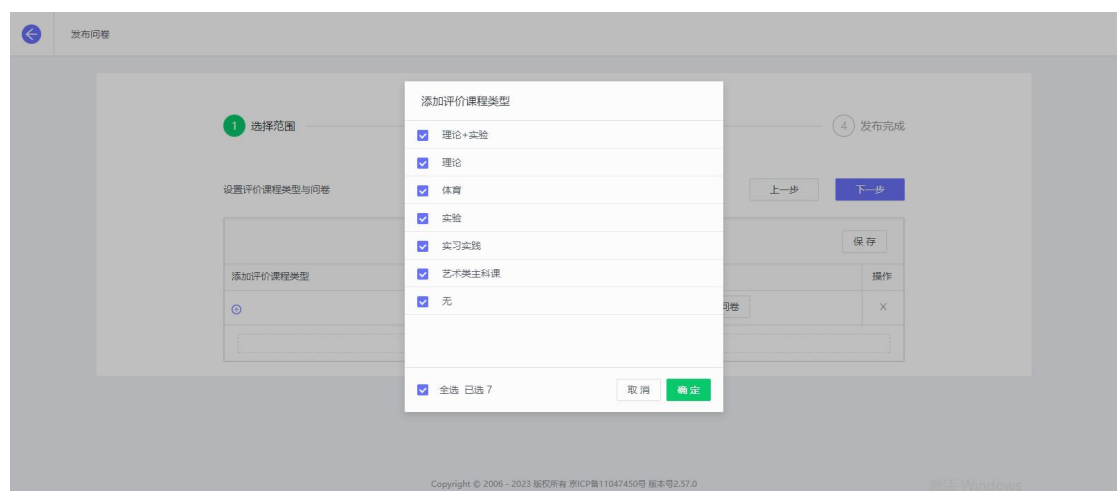 发布问卷
添加评价课程类型
1 选择范围
4 发布完成
理论+实验
理论
体育
实验
实习实践
艺术类主科课
无
设置评价课程类型与问卷
上一步
下一步
保存
添加评价课程类型
操作
问卷
X
全选 已选 7
取消
确定
Copyright © 2006 - 2023 版权所有 京ICP备11047450号 版本号2.57.0
激活 Windows